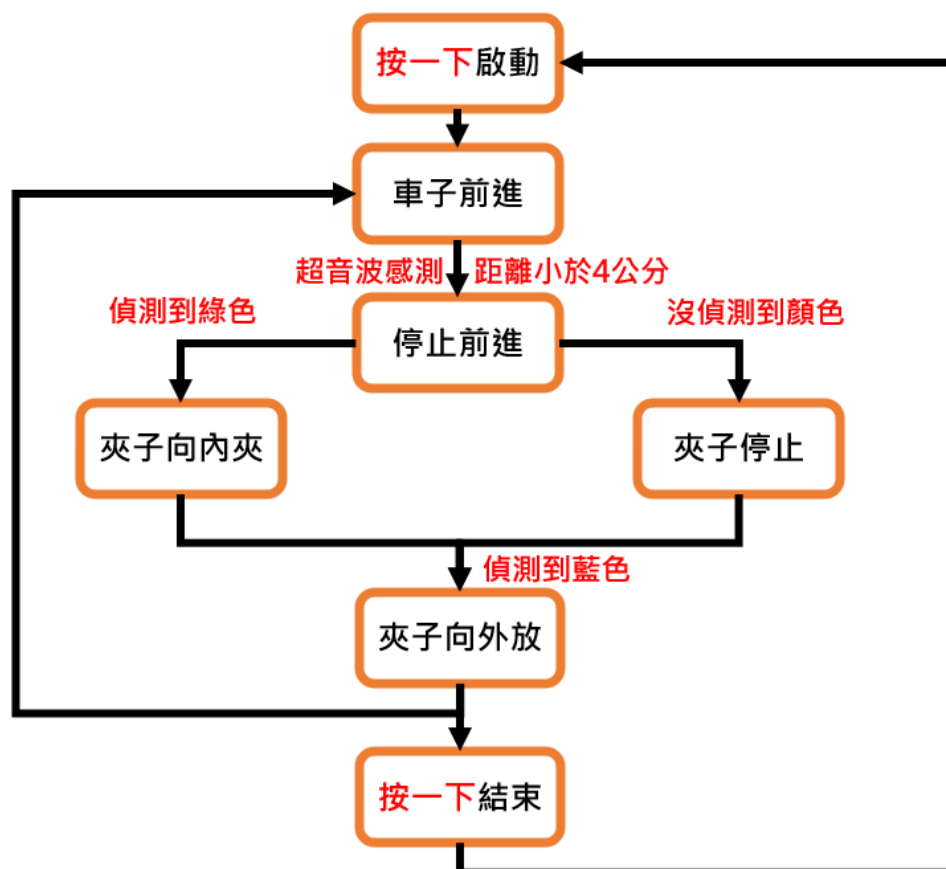 按一下啟動
車子前進
超音波感測 距離小於4公分
偵測到綠色
沒偵測到顏色
停止前進
夾子向內夾
夾子停止
偵測到藍色
夾子向外放
按一下結束